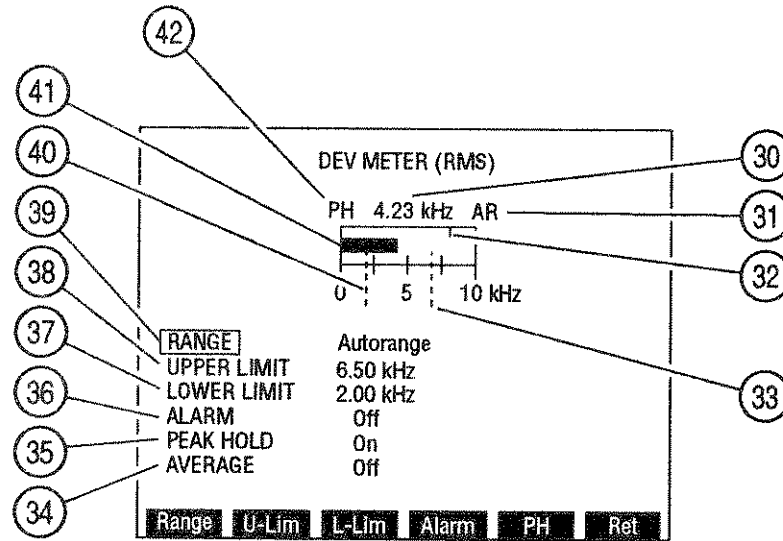 42
41
40
39
38
37
36
35
34
30
31
32
33
DEV METER (RMS)
PH 4.23 kHz AR
0 5 10 kHz
RANGE Autorange
UPPER LIMIT 6.50 kHz
LOWER LIMIT 2.00 kHz
ALARM Off
PEAK HOLD On
AVERAGE Off
Range U-Lim L-Lim Alarm PH Ret